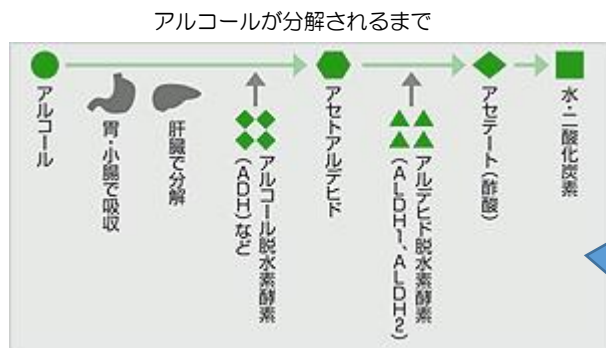 アルコールが分解されるまで
アルコール
胃・小腸で吸収
肝臓で分解
アルコール脱水素酵素
(ADH)など
アセトアルデヒド
アルデヒド脱水素酵素
(ALDH1、ALDH2)
アセテート(酢酸)
水・二酸化炭素